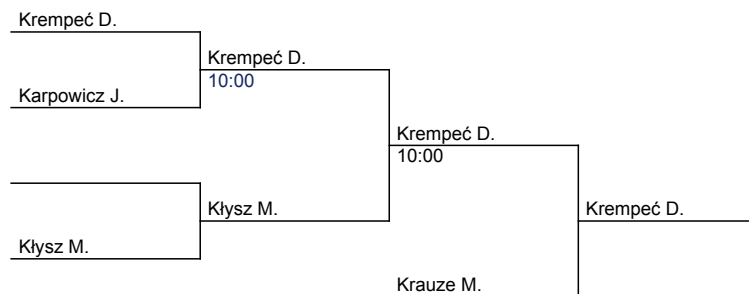 Krempeć D.
Krempeć D.
10:00
Karpowicz J.
Krempeć D.
10:00
Kłysz M.
Krempeć D.
Kłysz M.
Krauze M.